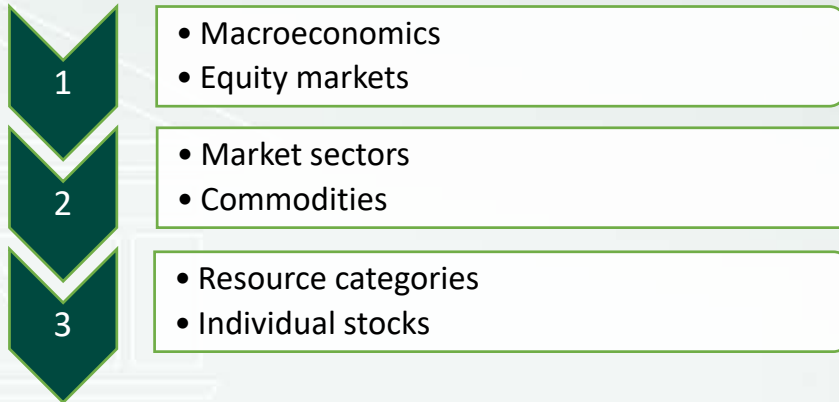 1
• Macroeconomics
• Equity markets
2
• Market sectors
• Commodities
3
• Resource categories
• Individual stocks